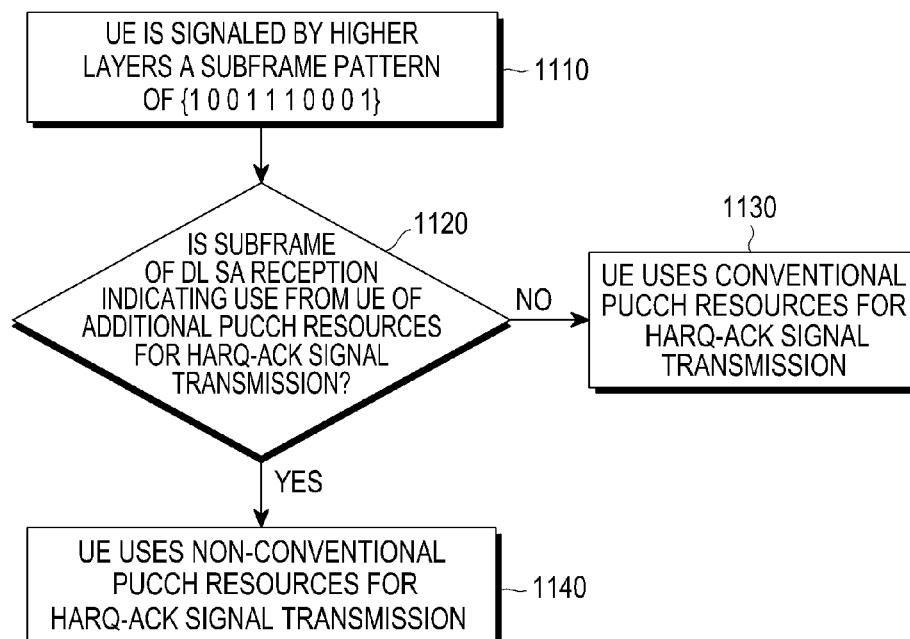 UE IS SIGNALED BY HIGHER
LAYERS A SUBFRAME PATTERN
OF {1 0 0 1 1 1 0 0 0 1}
1110
IS SUBFRAME
OF DL SA RECEPTION
INDICATING USE FROM UE OF
ADDITIONAL PUCCH RESOURCES
FOR HARQ-ACK SIGNAL
TRANSMISSION?
1120
NO
1130
UE USES CONVENTIONAL
PUCCH RESOURCES FOR
HARQ-ACK SIGNAL
TRANSMISSION
YES
UE USES NON-CONVENTIONAL
PUCCH RESOURCES FOR
HARQ-ACK SIGNAL TRANSMISSION
1140